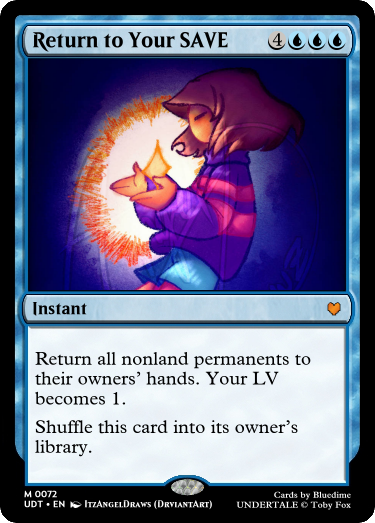 Return to Your SAVE 4
Instant
Return all nonland permanents to
their owners' hands. Your LV
becomes 1.
Shuffle this card into its owner's
library.
M 0072
Cards by Bluedime
UDT • EN ItzAngelDraws (DrviantArt)
UNDERTALE © Toby Fox